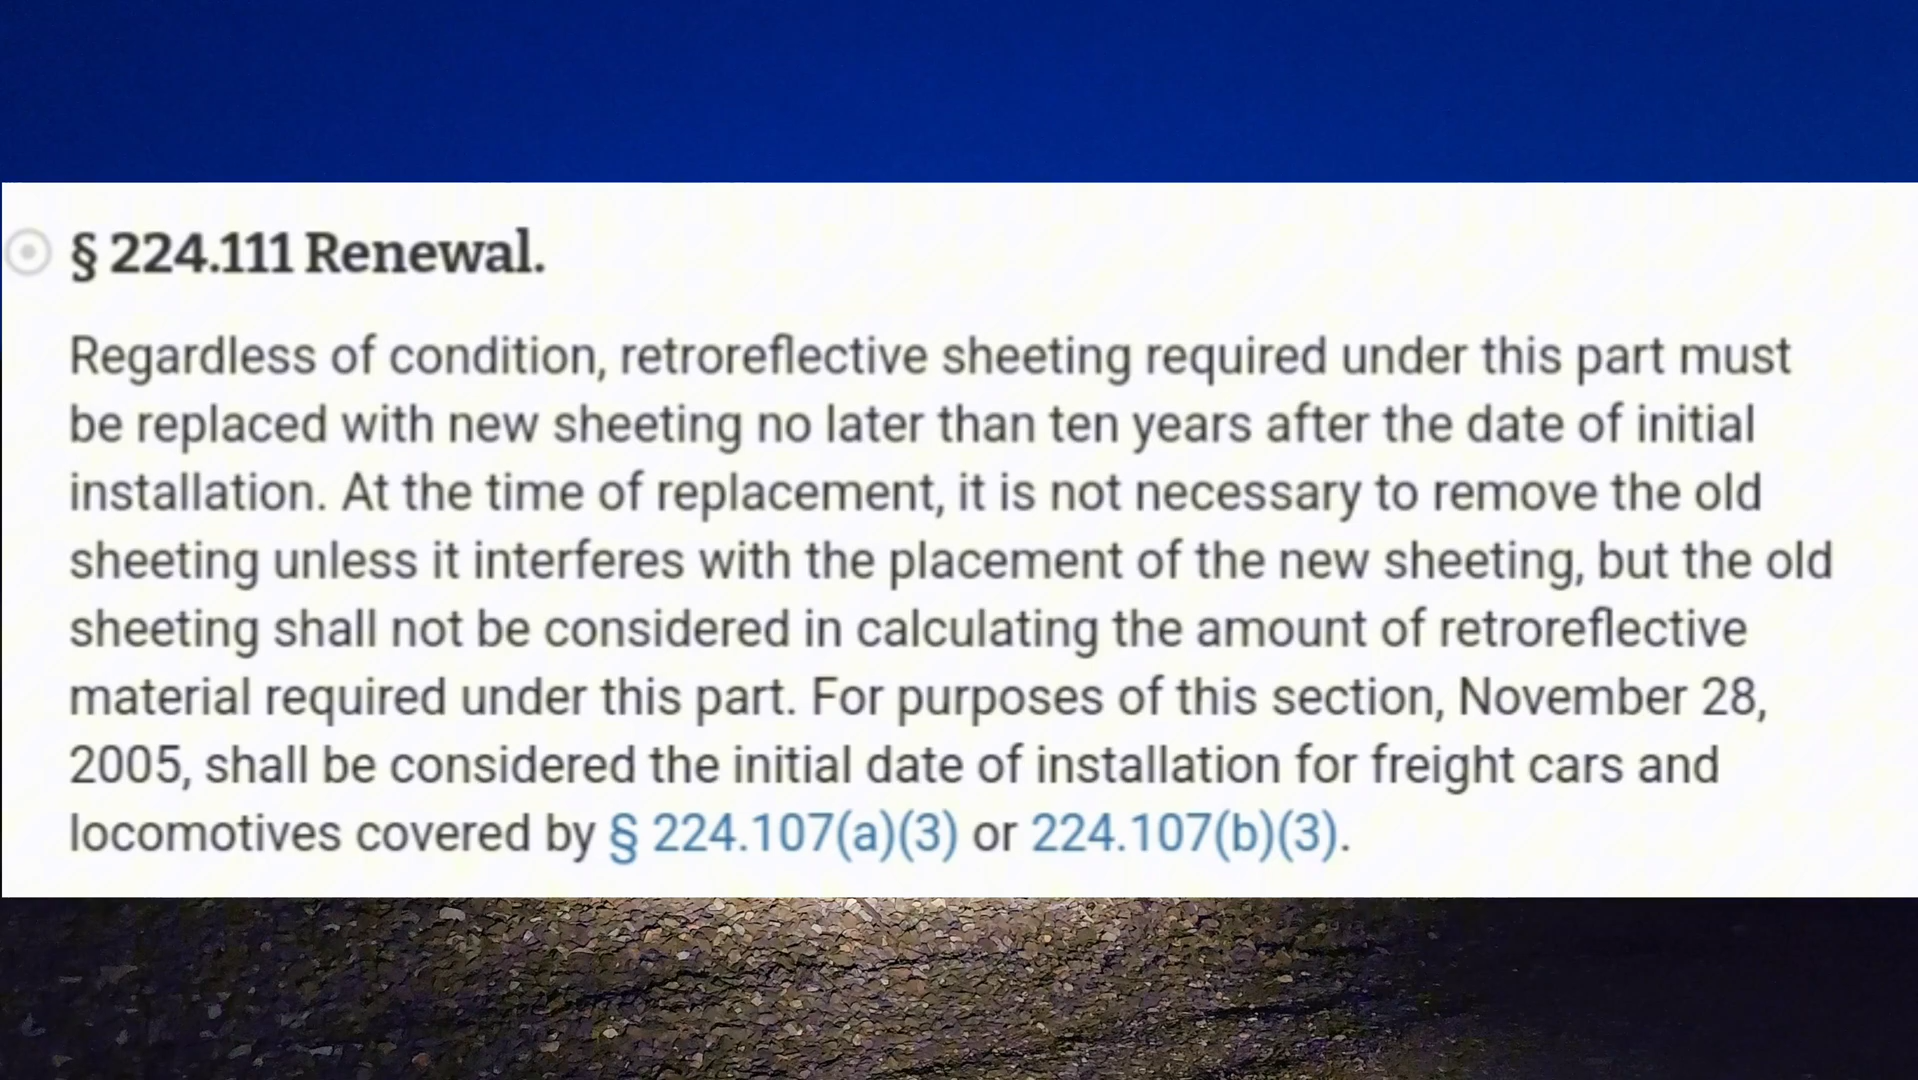 § 224.111 Renewal.
Regardless of condition, retroreflective sheeting required under this part must
be replaced with new sheeting no later than ten years after the date of initial
installation. At the time of replacement, it is not necessary to remove the old
sheeting unless it interferes with the placement of the new sheeting, but the old
sheeting shall not be considered in calculating the amount of retroreflective
material required under this part. For purposes of this section, November 28,
2005, shall be considered the initial date of installation for freight cars and
locomotives covered by § 224.107(a)(3) or 224.107(b)(3).